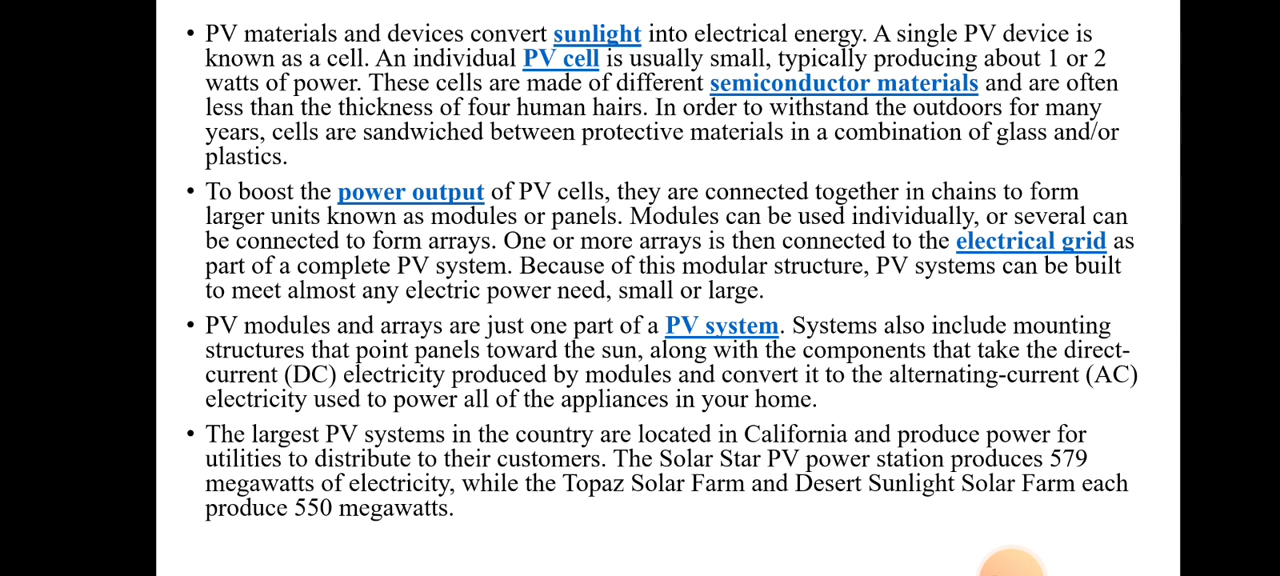 • PV materials and devices convert sunlight into electrical energy. A single PV device is
known as a cell. An individual PV cell is usually small, typically producing about 1 or 2
watts of power. These cells are made of different semiconductor materials and are often
less than the thickness of four human hairs. In order to withstand the outdoors for many
years, cells are sandwiched between protective materials in a combination of glass and/or
plastics.
• To boost the power output of PV cells, they are connected together in chains to form
larger units known as modules or panels. Modules can be used individually, or several can
be connected to form arrays. One or more arrays is then connected to the electrical grid as
part of a complete PV system. Because of this modular structure, PV systems can be built
to meet almost any electric power need, small or large.
• PV modules and arrays are just one part of a PV system. Systems also include mounting
structures that point panels toward the sun, along with the components that take the direct-
current (DC) electricity produced by modules and convert it to the alternating-current (AC)
electricity used to power all of the appliances in your home.
• The largest PV systems in the country are located in California and produce power for
utilities to distribute to their customers. The Solar Star PV power station produces 579
megawatts of electricity, while the Topaz Solar Farm and Desert Sunlight Solar Farm each
produce 550 megawatts.